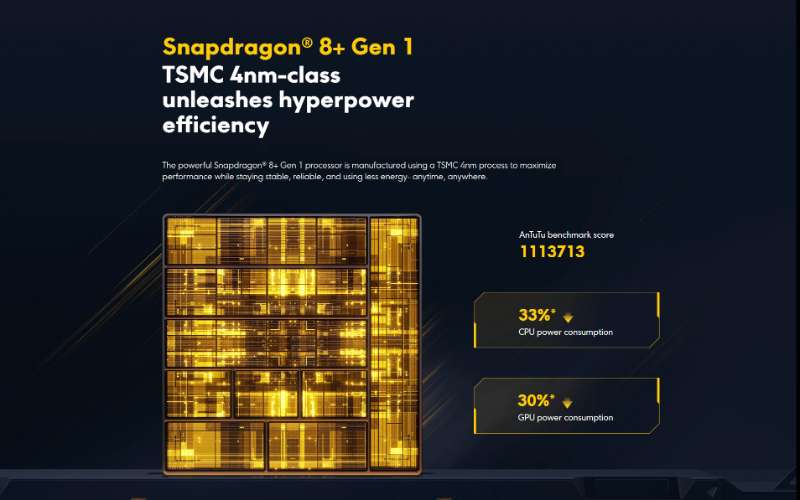 Snapdragon® 8+ Gen 1
TSMC 4nm-class
unleashes hyperpower
efficiency
The powerful Snapdragon® 8+ Gen 1 processor is manufactured using a TSMC 4nm process to maximize
performance while staying stable, reliable, and using less energy- anytime, anywhere.
AnTuTu benchmark score
1113713
33%*
CPU power consumption
30%*
GPU power consumption